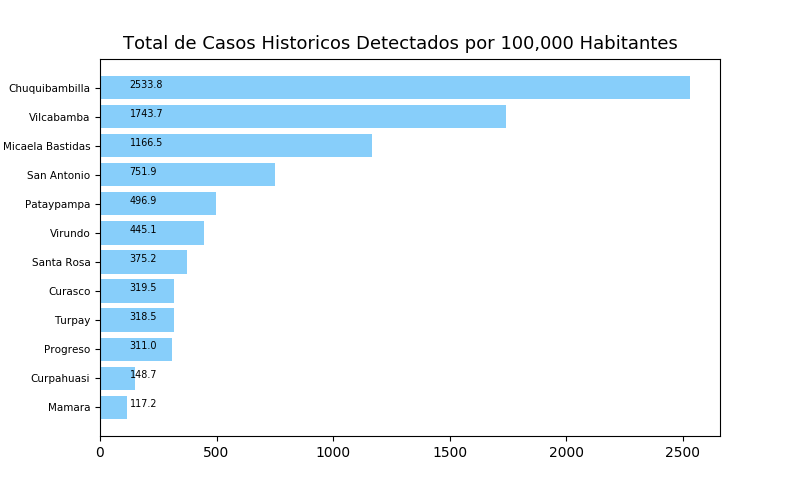 Total de Casos Historicos Detectados por 100,000 Habitantes
Chuquibambilla 2533.8
Vilcabamba 1743.7
Micaela Bastidas 1166.5
San Antonio 751.9
Pataypampa 496.9
Virundo 445.1
Santa Rosa 375.2
Curasco 319.5
Turpay 318.5
Progreso 311.0
Curpahuasi 148.7
Mamara 117.2
0 500 1000 1500 2000 2500